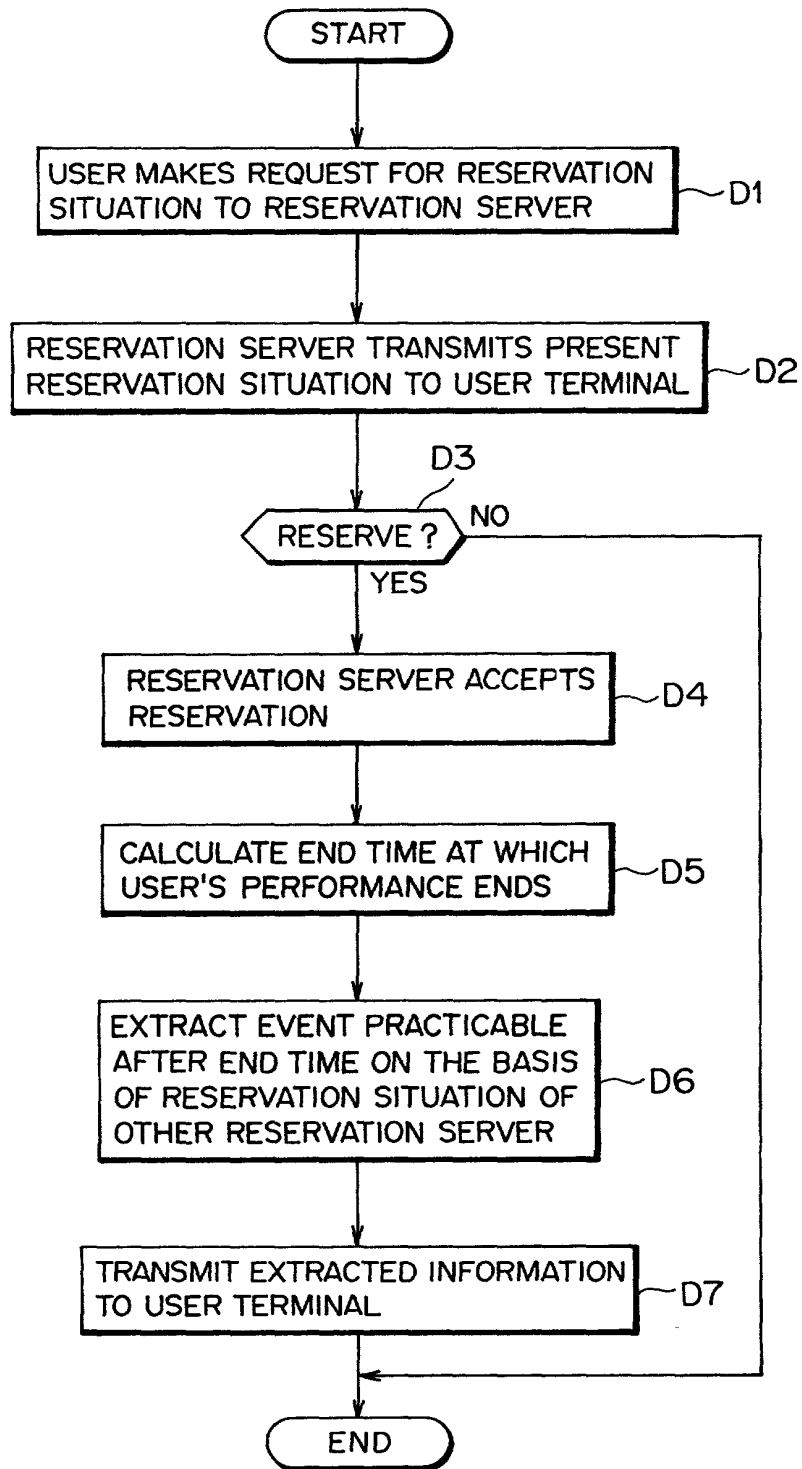 START
USER MAKES REQUEST FOR RESERVATION
SITUATION TO RESERVATION SERVER
D1
RESERVATION SERVER TRANSMITS PRESENT
RESERVATION SITUATION TO USER TERMINAL
D2
D3
RESERVE ?
NO
YES
RESERVATION SERVER ACCEPTS
RESERVATION
D4
CALCULATE END TIME AT WHICH
USER'S PERFORMANCE ENDS
D5
EXTRACT EVENT PRACTICABLE
AFTER END TIME ON THE BASIS
OF RESERVATION SITUATION OF
OTHER RESERVATION SERVER
D6
TRANSMIT EXTRACTED INFORMATION
TO USER TERMINAL
D7
END